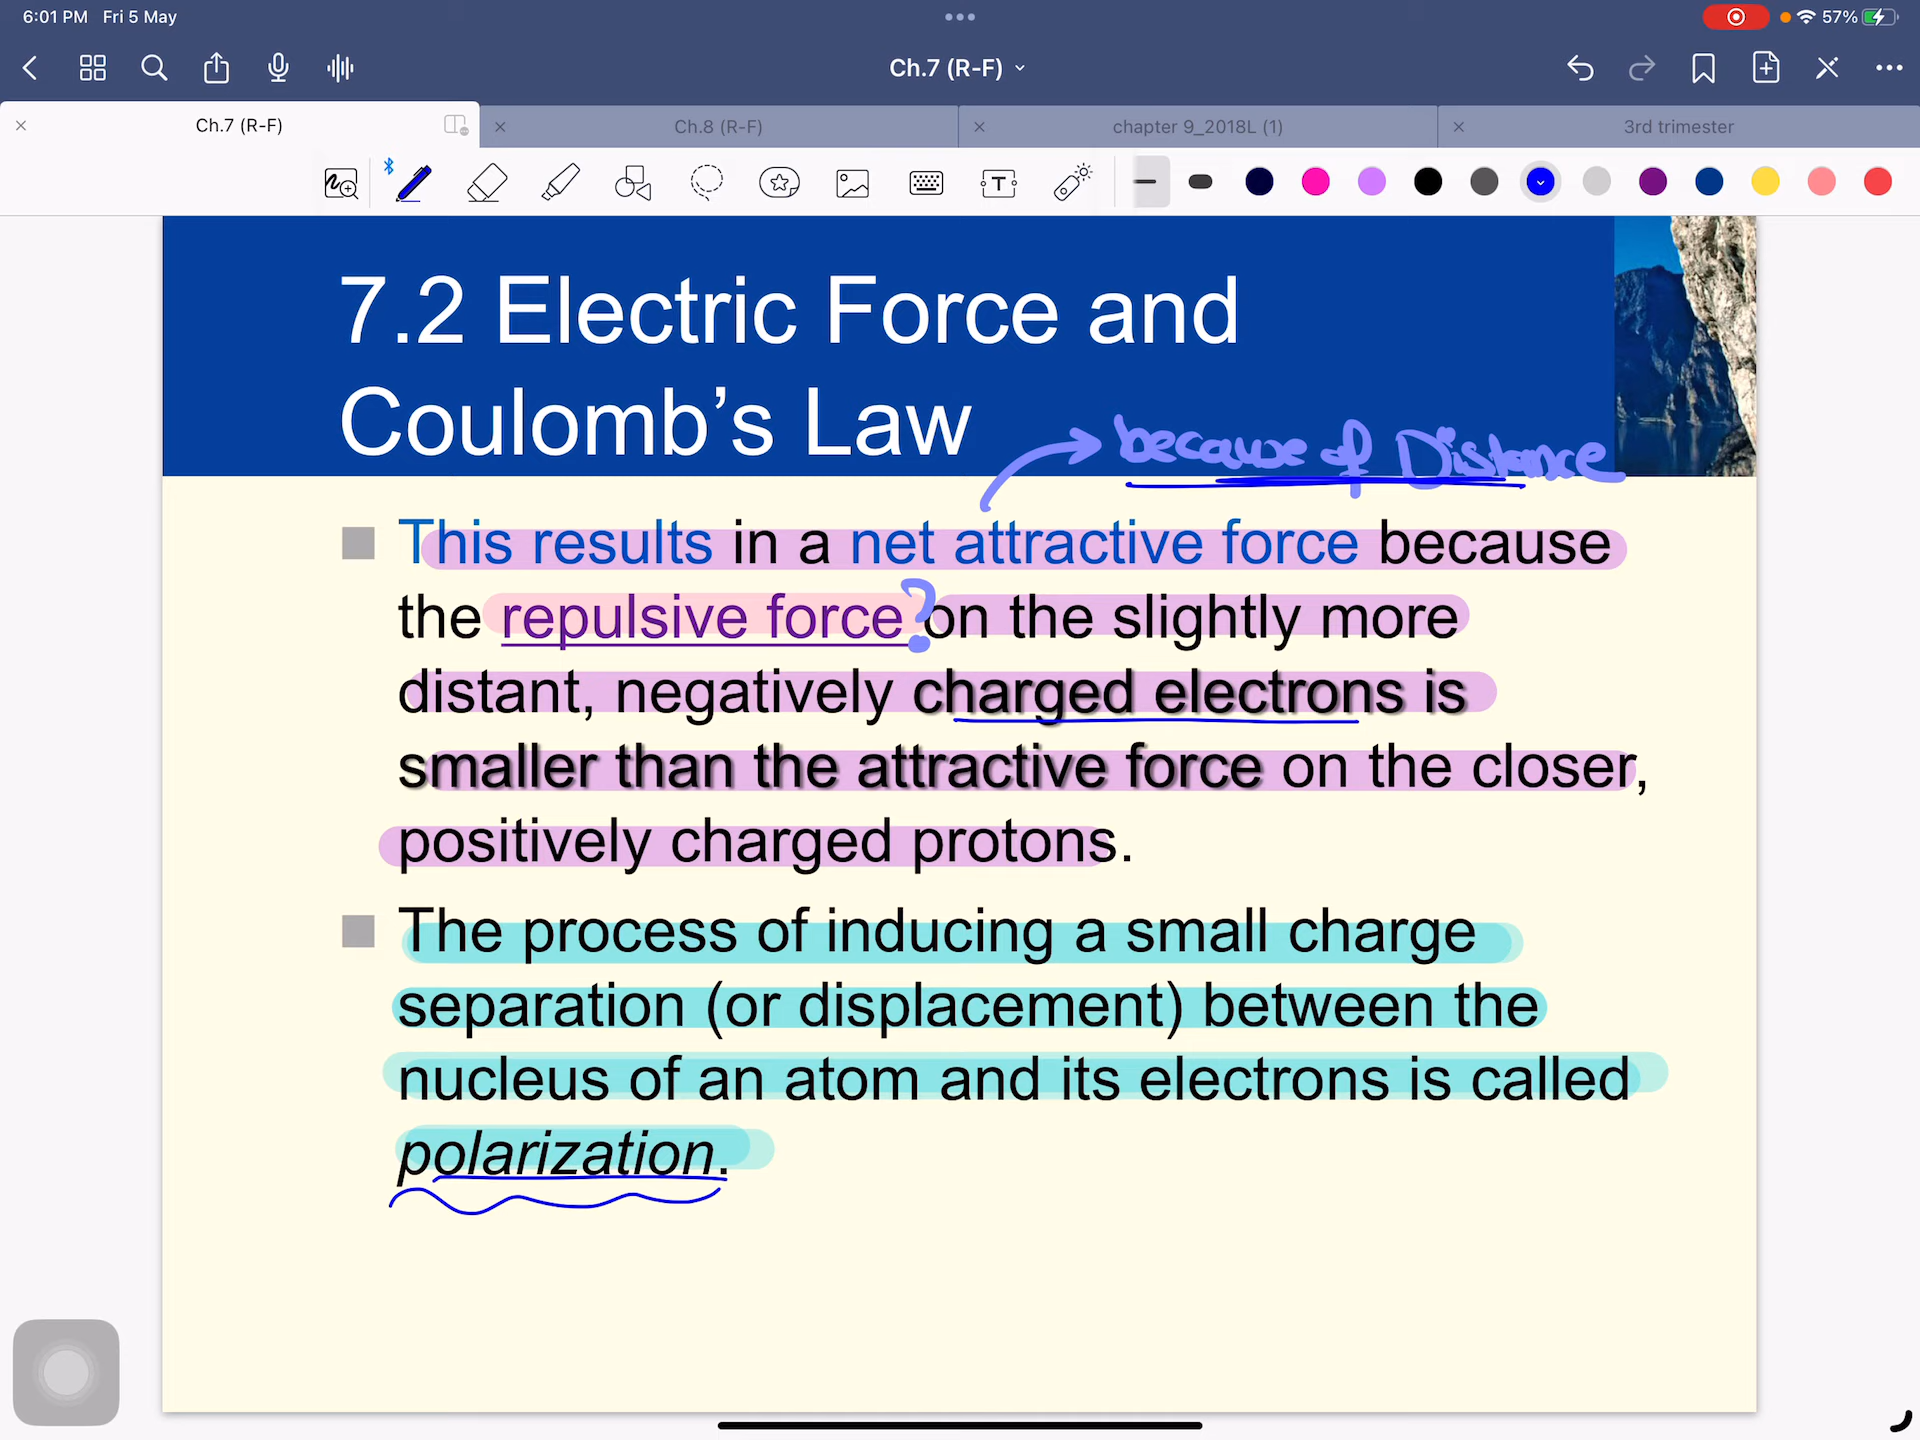 6:01 PM Fri 5 May
57%
Ch.7 (R-F)
Ch.7 (R-F)
Ch.8 (R-F)
chapter 9_2018L (1)
3rd trimester
T
7.2 Electric Force and
Coulomb’s Law
because of Distance
This results in a net attractive force because
the repulsive force ? on the slightly more
distant, negatively charged electrons is
smaller than the attractive force on the closer,
positively charged protons.
The process of inducing a small charge
separation (or displacement) between the
nucleus of an atom and its electrons is called
polarization.